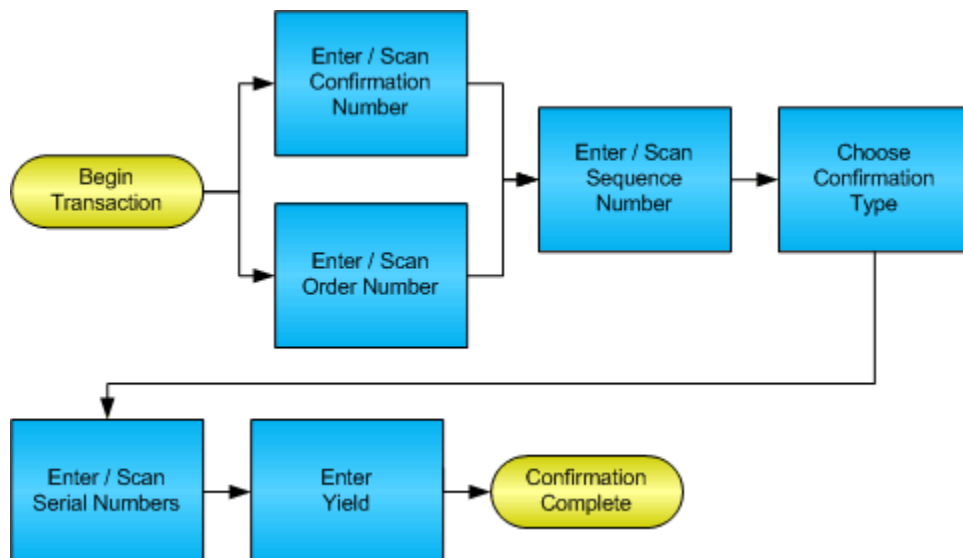 Enter / Scan
Confirmation
Number
Begin
Transaction
Enter / Scan
Order Number
Enter / Scan
Sequence
Number
Choose
Confirmation
Type
Enter / Scan
Serial Numbers
Enter
Yield
Confirmation
Complete